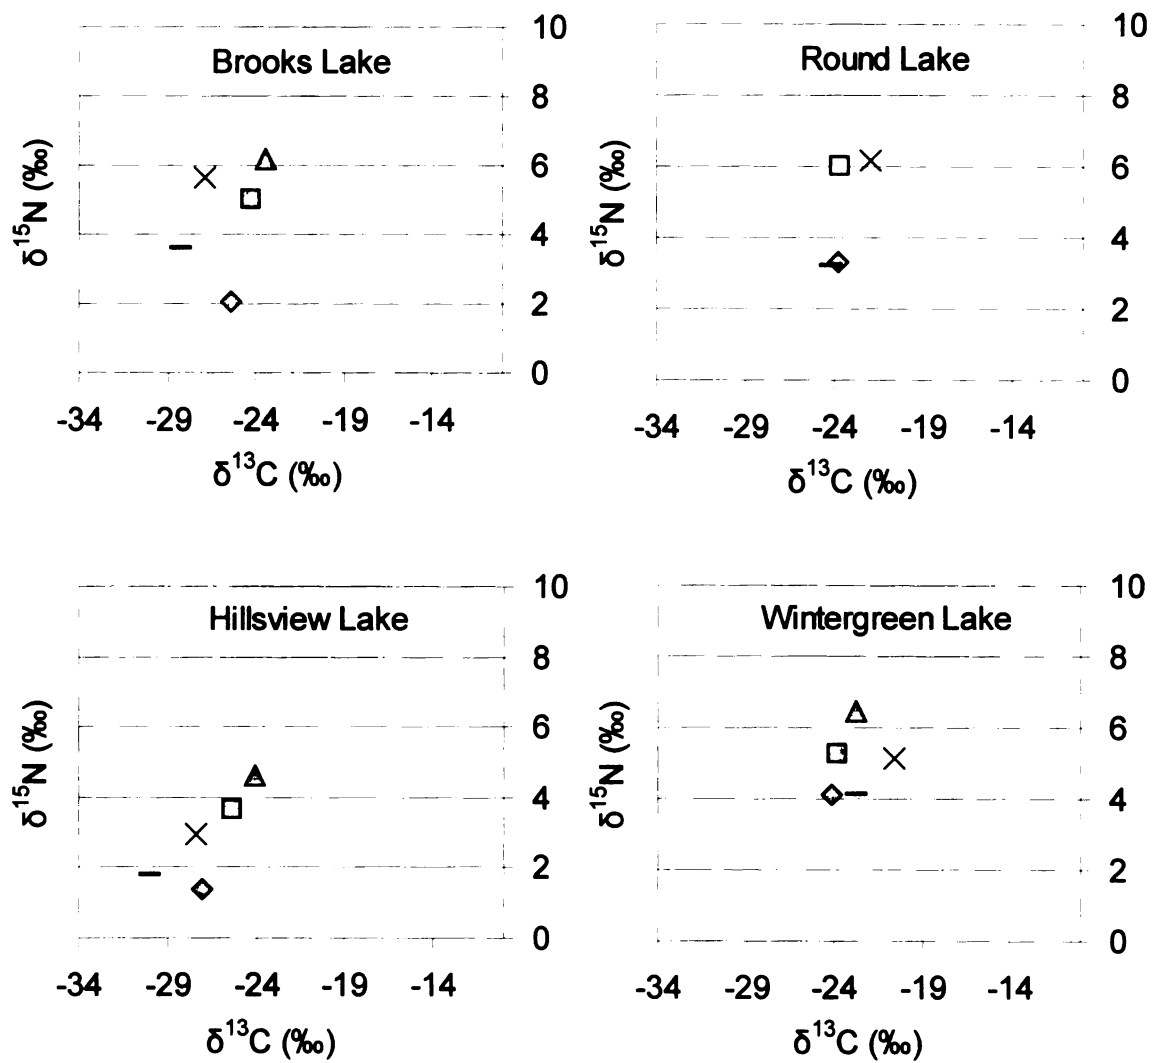 Brooks Lake
10
8
6
4
2
0
δ15N (‰)
-34 -29 -24 -19 -14
δ13C (‰)
Round Lake
10
8
6
4
2
0
δ15N (‰)
-34 -29 -24 -19 -14
δ13C (‰)
Hillsview Lake
10
8
6
4
2
0
δ15N (‰)
-34 -29 -24 -19 -14
δ13C (‰)
Wintergreen Lake
10
8
6
4
2
0
δ15N (‰)
-34 -29 -24 -19 -14
δ13C (‰)